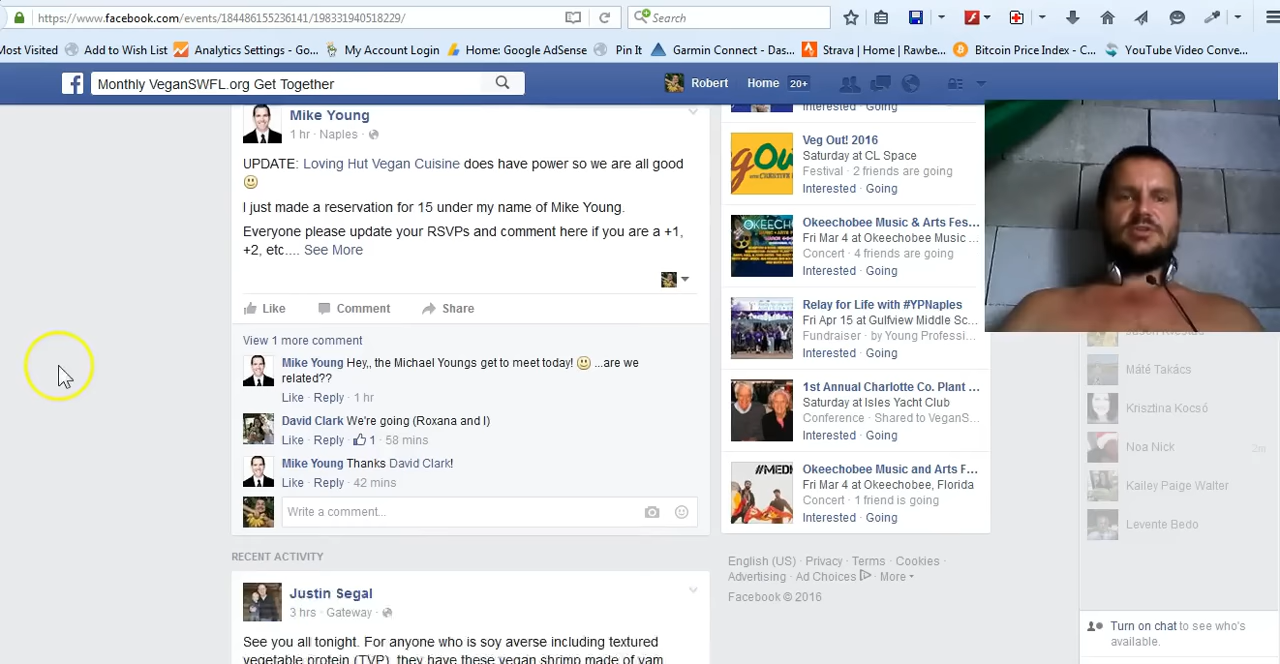 https://www.facebook.com/events/184486155236141/198331940518229/
Search
Most Visited
Add to Wish List
Analytics Settings - Go...
My Account Login
Home: Google AdSense
Pin It
Garmin Connect - Das...
Strava | Home | Rawbe...
Bitcoin Price Index - C...
YouTube Video Conve...
Monthly VeganSWFL.org Get Together
Robert
Home 20+
Mike Young
1 hr · Naples ·
UPDATE: Loving Hut Vegan Cuisine does have power so we are all good
I just made a reservation for 15 under my name of Mike Young.
Everyone please update your RSVPs and comment here if you are a +1,
+2, etc.... See More
Like Comment Share
View 1 more comment
Mike Young Hey,, the Michael Youngs get to meet today! ...are we
related??
Like · Reply · 1 hr
David Clark We're going (Roxana and I)
Like · Reply · 1 · 58 mins
Mike Young Thanks David Clark!
Like · Reply · 42 mins
Write a comment...
RECENT ACTIVITY
Justin Segal
3 hrs · Gateway ·
See you all tonight. For anyone who is soy averse including textured
vegetable protein (TVP), they have these vegan shrimp made of yam
Interested · Going
Veg Out! 2016
Saturday at CL Space
Festival · 2 friends are going
Interested · Going
Okeechobee Music & Arts Fes...
Fri Mar 4 at Okeechobee Music ...
Concert · 4 friends are going
Interested · Going
Relay for Life with #YPNaples
Fri Apr 15 at Gulfview Middle Sc...
Fundraiser · by Young Professi...
Interested · Going
1st Annual Charlotte Co. Plant ...
Saturday at Isles Yacht Club
Conference · Shared to VeganS...
Interested · Going
Okeechobee Music and Arts F...
Fri Mar 4 at Okeechobee, Florida
Concert · 1 friend is going
Interested · Going
English (US) · Privacy · Terms · Cookies ·
Advertising · Ad Choices · More
Facebook © 2016
Máté Takács
Krisztina Kocsó
Noa Nick 2m
Kailey Paige Walter
Levente Bedo
Turn on chat to see who's
available.